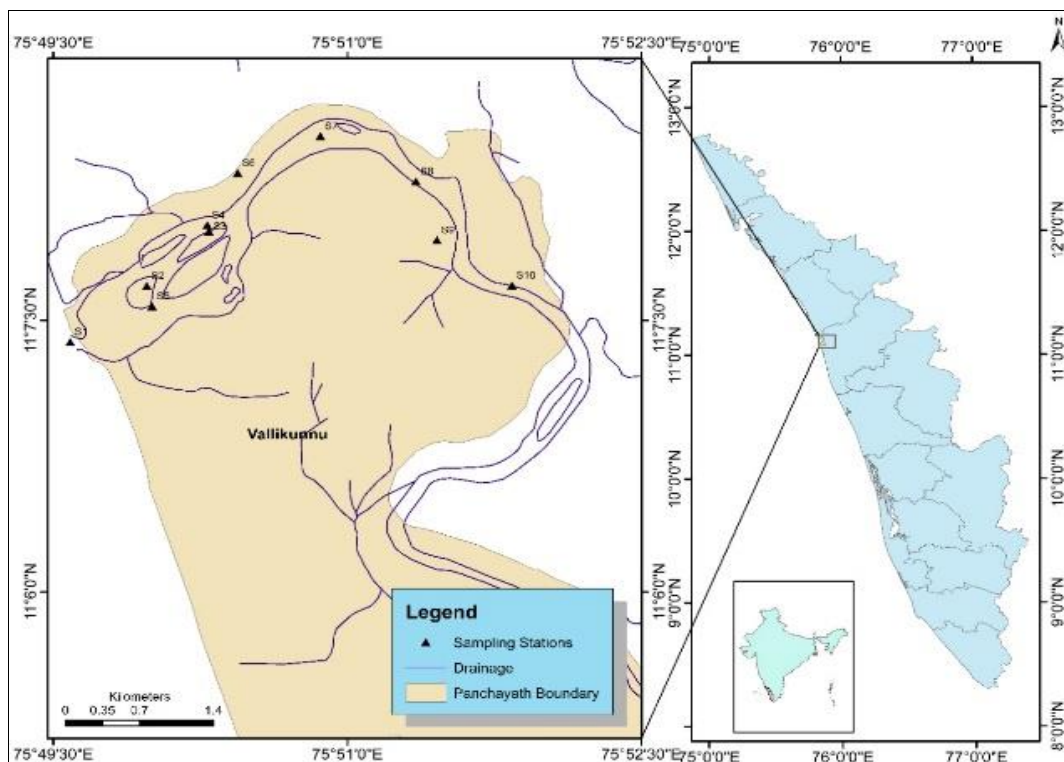 75°49'30"E 75°51'0"E 75°52'30"E
75°0'0"E 76°0'0"E 77°0'0"E
N
S7
S6
S8
S4
S3
S9
S2
S5
S10
S1
11°7'30"N
11°7'30"N
Vallikunnu
11°6'0"N
11°6'0"N
Legend
Sampling Stations
Drainage
Panchayath Boundary
Kilometers
0 0.35 0.7 1.4
75°49'30"E 75°51'0"E 75°52'30"E
13°0'0"N
12°0'0"N
11°0'0"N
10°0'0"N
9°0'0"N
13°0'0"N
12°0'0"N
11°0'0"N
10°0'0"N
9°0'0"N
8°0'0"N
75°0'0"E 76°0'0"E 77°0'0"E